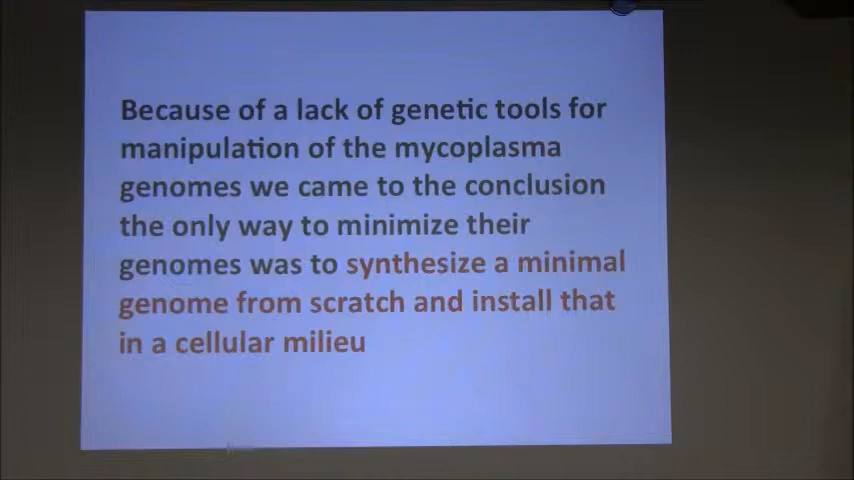 Because of a lack of genetic tools for
manipulation of the mycoplasma
genomes we came to the conclusion
the only way to minimize their
genomes was to synthesize a minimal
genome from scratch and install that
in a cellular milieu